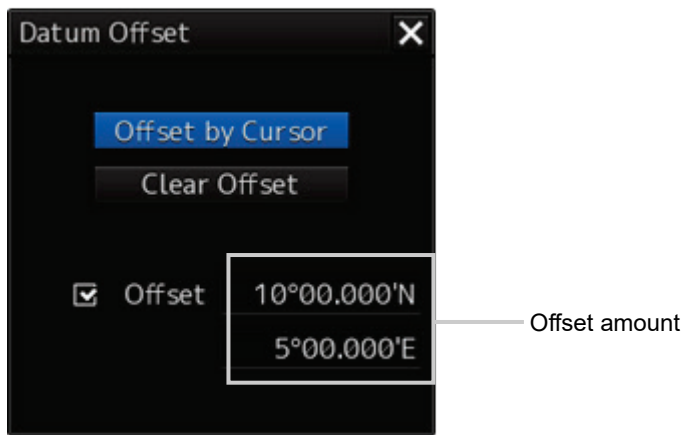 Datum Offset
Offset by Cursor
Clear Offset
Offset 10°00.000'N
5°00.000'E
Offset amount